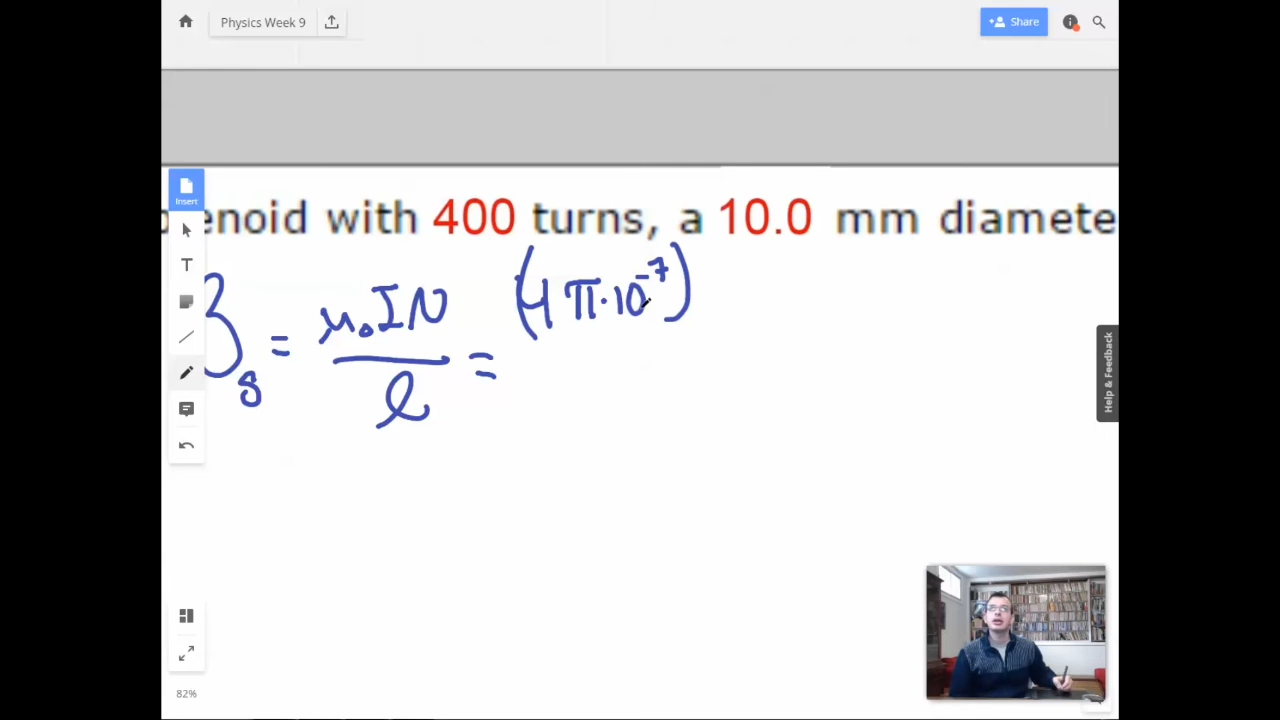 Physics Week 9
Share
Insert
enoid with 400 turns, a 10.0 mm diamete
B_s = μ₀IN / l = (4π·10⁻⁷)
T
Help & Feedback
82%